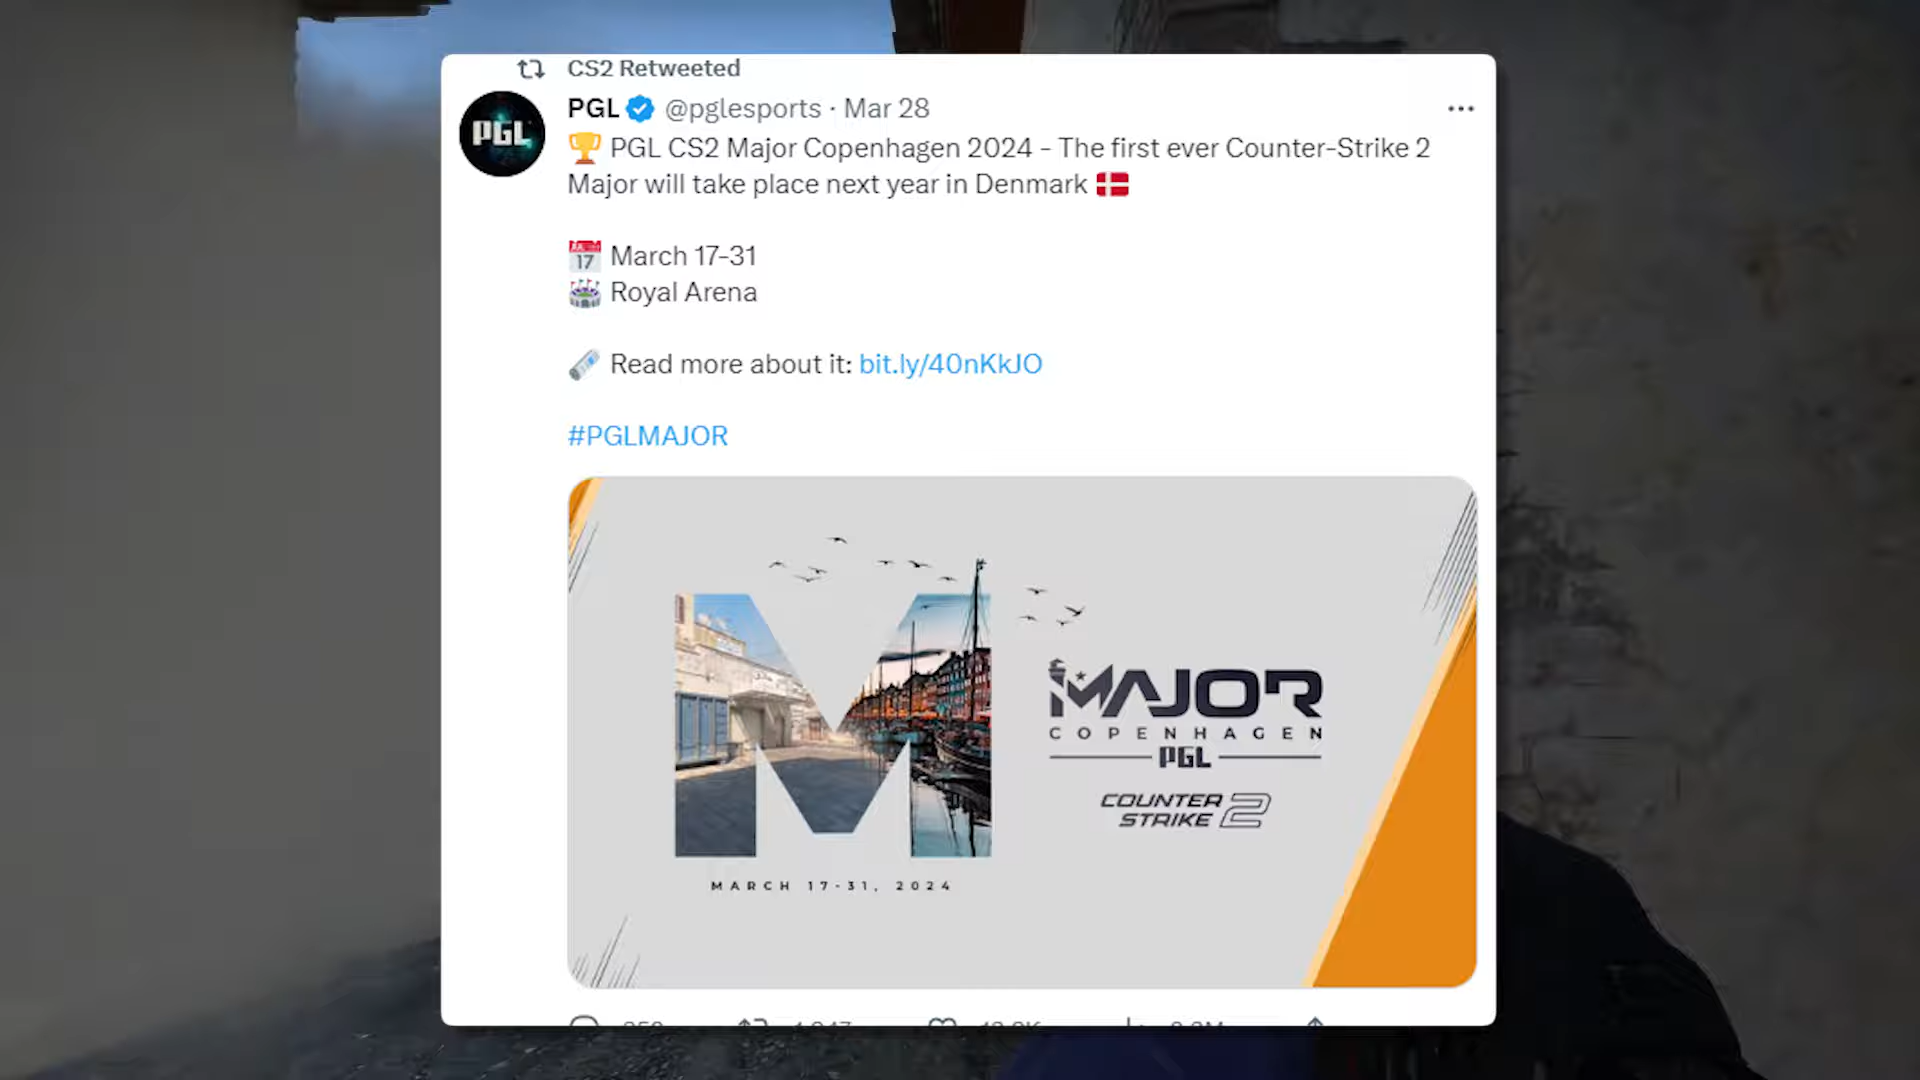 CS2 Retweeted
PGL
PGL @pglesports · Mar 28
🏆 PGL CS2 Major Copenhagen 2024 - The first ever Counter-Strike 2
Major will take place next year in Denmark 🇩🇰
17 March 17-31
Royal Arena
Read more about it: bit.ly/40nKkJO
#PGLMAJOR
MAJOR
COPENHAGEN
PGL
COUNTER
STRIKE 2
MARCH 17-31, 2024